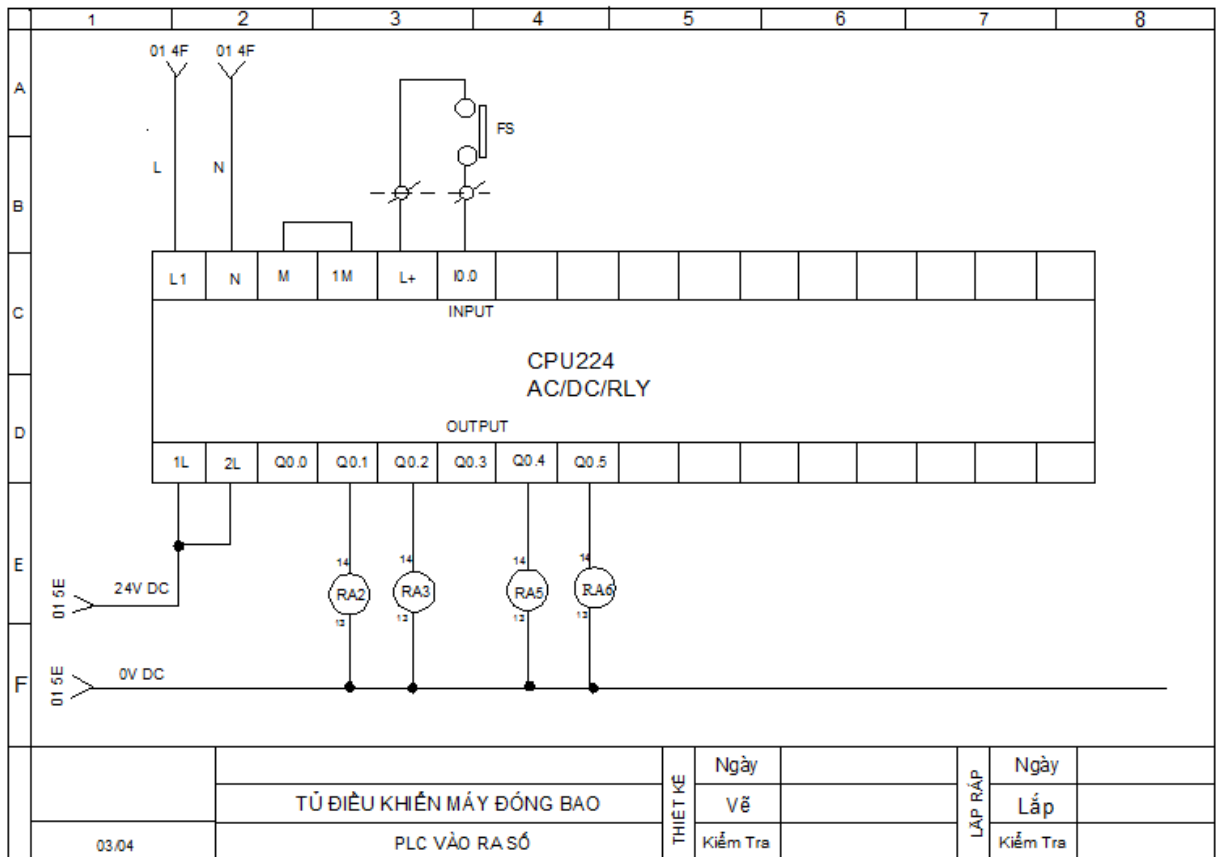 1 2 3 4 5 6 7 8
01 4F 01 4F
A
FS
L N
B
L1 N M 1M L+ I0.0
C
INPUT
CPU224
AC/DC/RLY
D
OUTPUT
1L 2L Q0.0 Q0.1 Q0.2 Q0.3 Q0.4 Q0.5
E
14 14 14 14
24V DC
01 5E
RA2 RA3 RA5 RA6
13 13 13 13
F
0V DC
01 5E
THIẾT KẾ
Ngày
LẮP RÁP
Ngày
TỦ ĐIỀU KHIỂN MÁY ĐÓNG BAO
Vẽ
Lắp
03/04
PLC VÀO RA SỐ
Kiểm Tra
Kiểm Tra